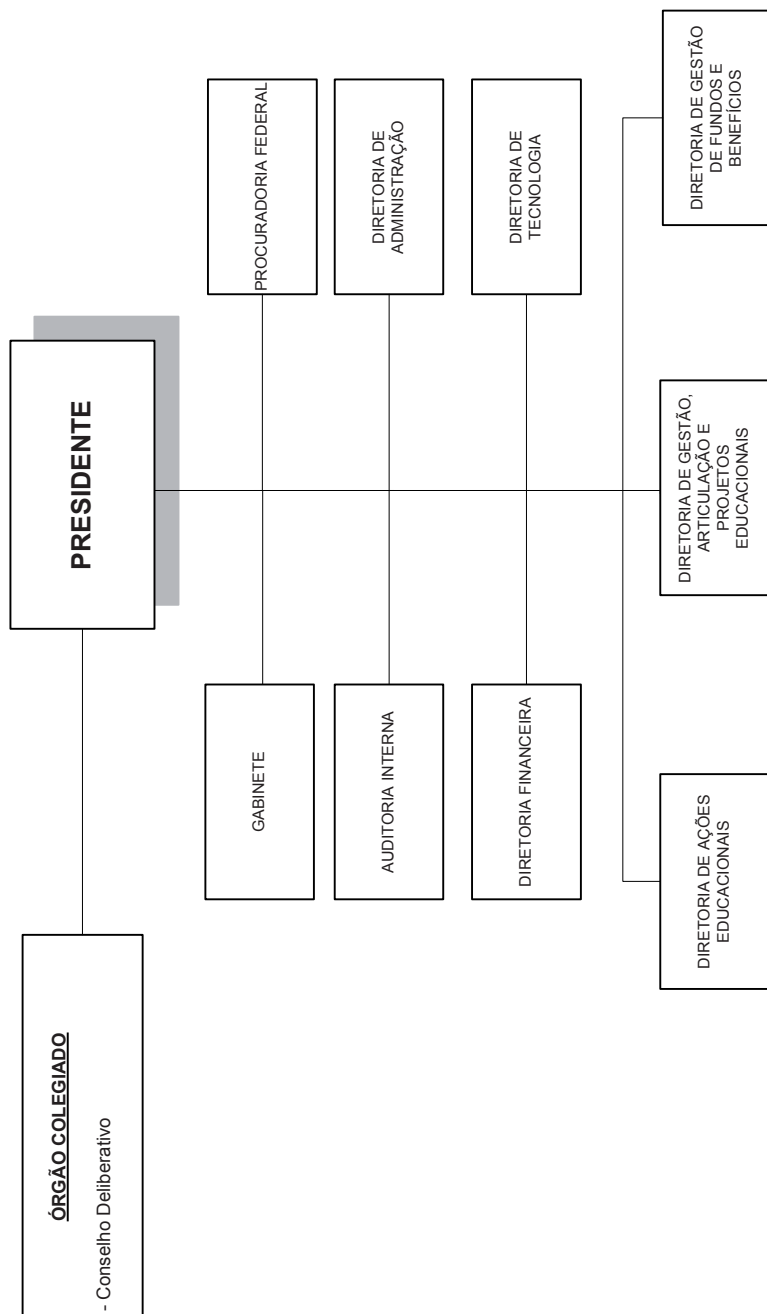 ÓRGÃO COLEGIADO
- Conselho Deliberativo
PRESIDENTE
GABINETE
PROCURADORIA FEDERAL
AUDITORIA INTERNA
DIRETORIA DE
ADMINISTRAÇÃO
DIRETORIA FINANCEIRA
DIRETORIA DE
TECNOLOGIA
DIRETORIA DE AÇÕES
EDUCACIONAIS
DIRETORIA DE GESTÃO,
ARTICULAÇÃO E
PROJETOS
EDUCACIONAIS
DIRETORIA DE GESTÃO
DE FUNDOS E
BENEFÍCIOS